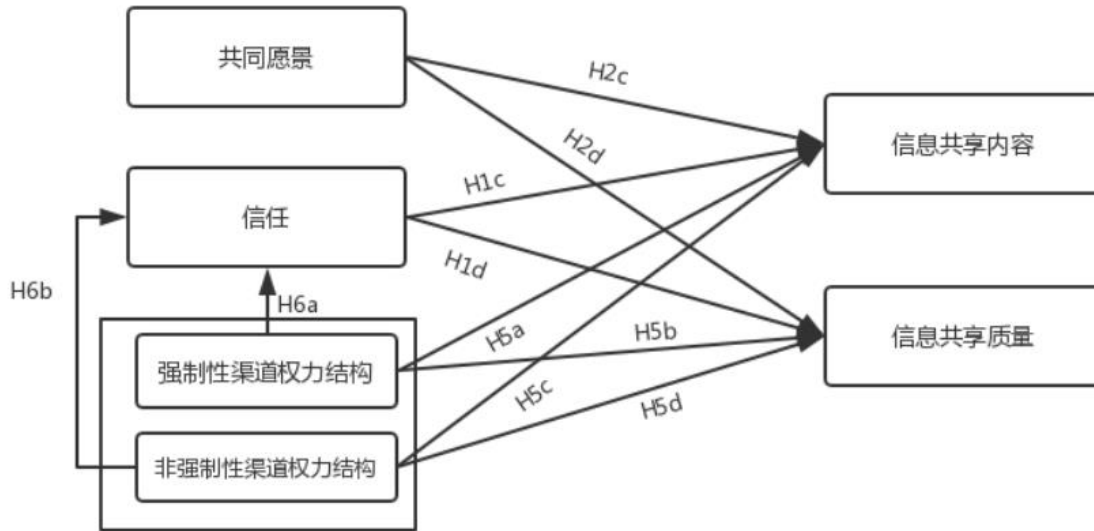 共同愿景
H2c
信息共享内容
H2d
H1c
信任
H1d
H6b
H6a
H5a
H5b
信息共享质量
强制性渠道权力结构
H5c
H5d
非强制性渠道权力结构